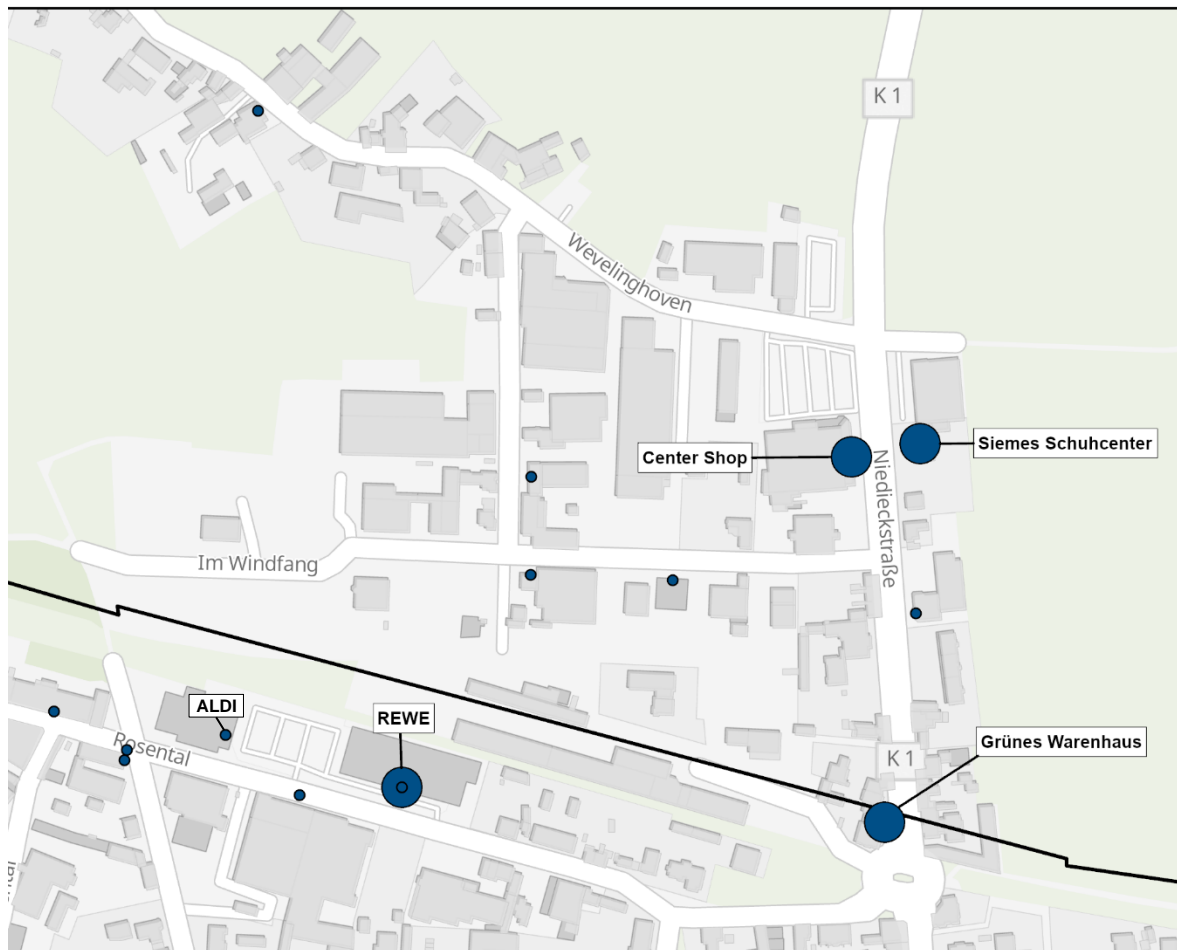 K 1
Wevelinghoven
Center Shop
Siemes Schuhcenter
Niedieckstraße
Im Windfang
ALDI
REWE
Rosental
Grünes Warenhaus
K 1